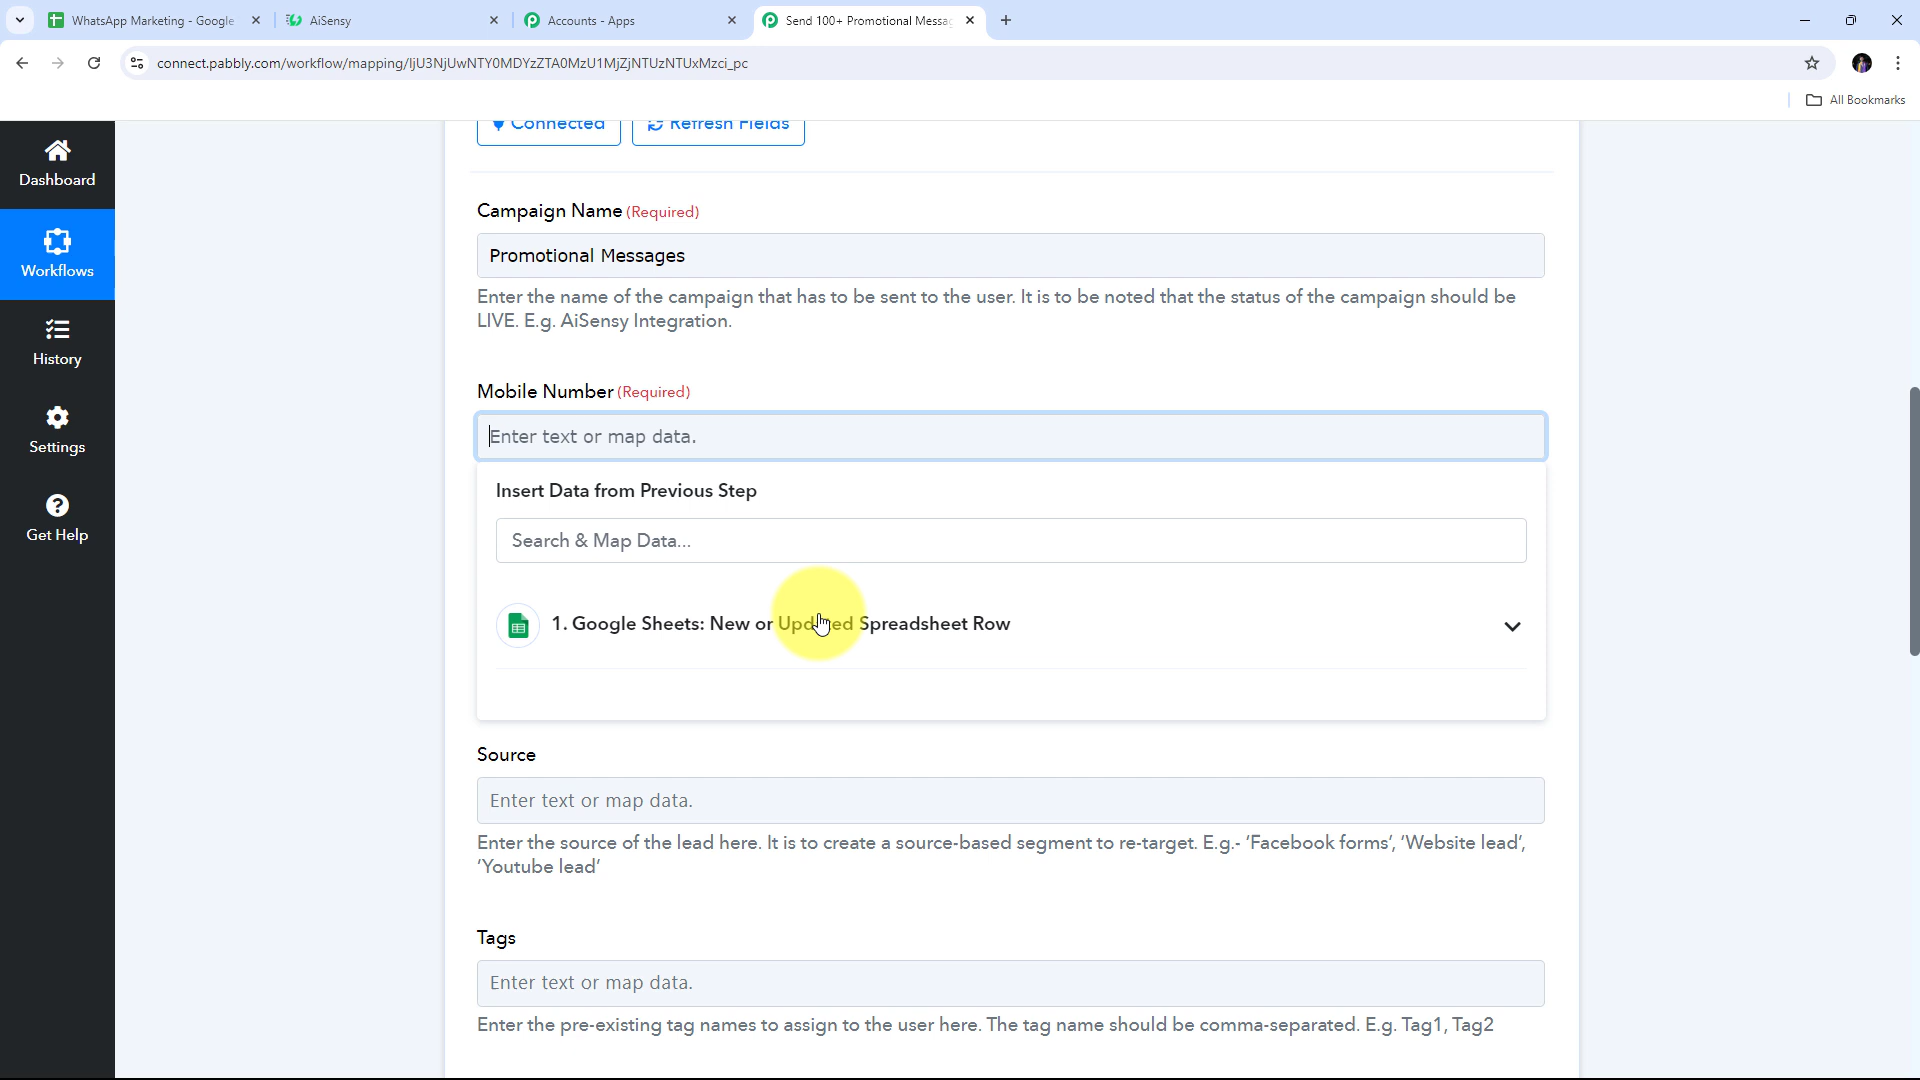 WhatsApp Marketing - Google
AiSensy
Accounts - Apps
Send 100+ Promotional Messag
connect.pabbly.com/workflow/mapping/IjU3NjUwNTY0MDYzZTA0MzU1MjZjNTUzNTUxMzci_pc
All Bookmarks
Dashboard
Workflows
History
Settings
Get Help
Connected
Refresh Fields
Campaign Name (Required)
Promotional Messages
Enter the name of the campaign that has to be sent to the user. It is to be noted that the status of the campaign should be
LIVE. E.g. AiSensy Integration.
Mobile Number (Required)
Enter text or map data.
Insert Data from Previous Step
Search & Map Data...
1. Google Sheets: New or Updated Spreadsheet Row
Source
Enter text or map data.
Enter the source of the lead here. It is to create a source-based segment to re-target. E.g.- ‘Facebook forms’, ‘Website lead’,
‘Youtube lead’
Tags
Enter text or map data.
Enter the pre-existing tag names to assign to the user here. The tag name should be comma-separated. E.g. Tag1, Tag2